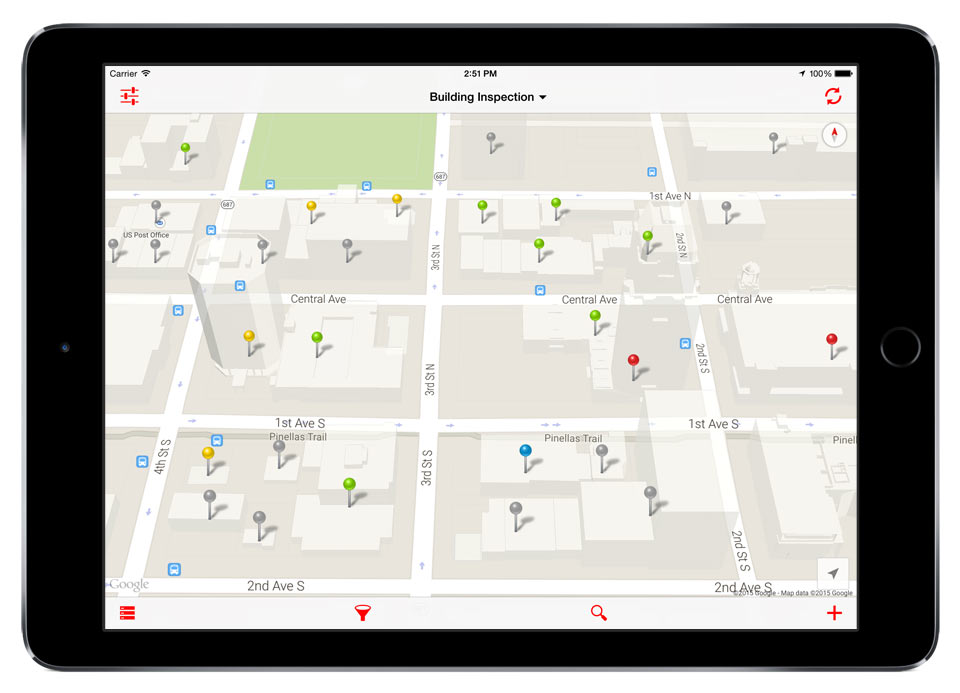 Carrier
2:51 PM
100%
Building Inspection
687
1st Ave N
687
US Post Office
3rd St N
2nd St N
Central Ave
Central Ave
Central Ave
3rd St N
2nd St S
1st Ave S
1st Ave S
Pinellas Trail
Pinellas Trail
Pinell
4th St S
3rd St S
2nd St S
Google
2nd Ave S
2nd Ave S
©2015 Google - Map data ©2015 Google